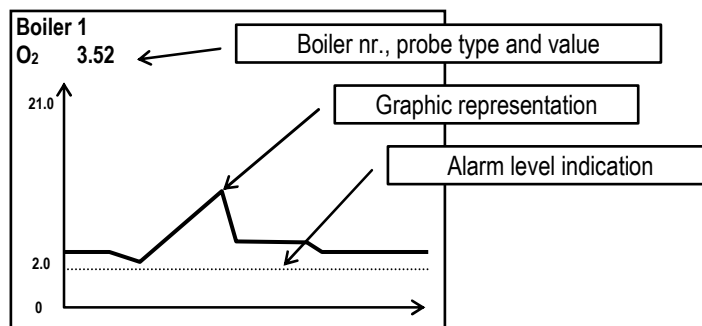 Boiler 1
O₂ 3.52
Boiler nr., probe type and value
21.0
Graphic representation
Alarm level indication
2.0
0